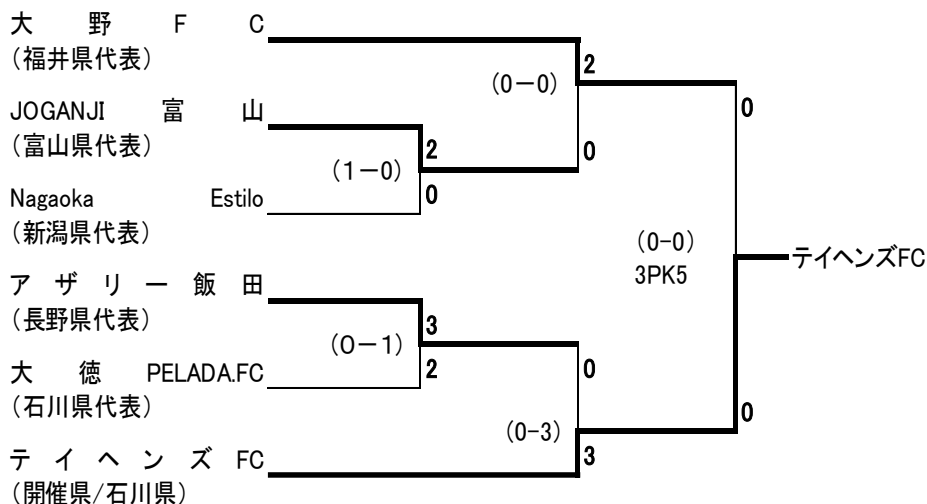 大野FC
(福井県代表)
2
(0－0)
JOGANJI 富山
0
(富山県代表)
2
0
(1－0)
Nagaoka Estilo
0
(新潟県代表)
(0-0)
テイヘンズFC
3PK5
アザリー飯田
(長野県代表)
3
(0－1)
大徳 PELADA.FC
2
0
(石川県代表)
0
(0-3)
テイヘンズ FC
3
(開催県/石川県)